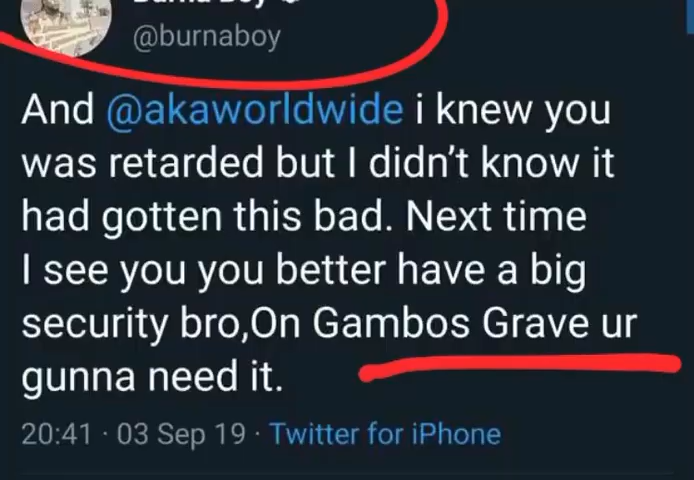 Burna Boy
@burnaboy
And @akaworldwide i knew you
was retarded but I didn't know it
had gotten this bad. Next time
I see you you better have a big
security bro,On Gambos Grave ur
gunna need it.
20:41 · 03 Sep 19 · Twitter for iPhone